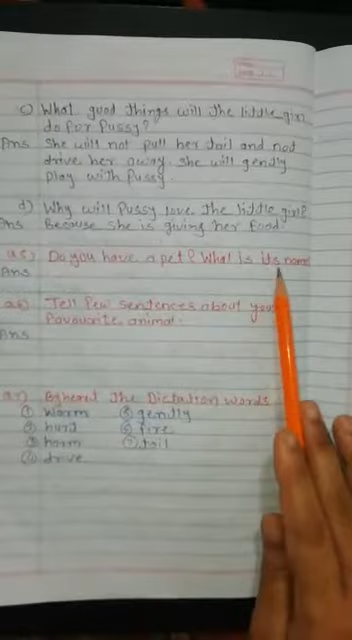 c) What good things will the little girl
do for Pussy?
Ans She will not pull her tail and not
drive her away. She will gently
play with Pussy.
d) Why will Pussy love the little girl?
Ans Because she is giving her food.
Q5) Do you have a pet? What is its name
Ans
Q6) Tell few sentences about your
favourite animal.
Ans
Q7) The Dictation words
① warm ⑤ gently
② hurt ⑥ fire
③ harm ⑦ tail
④ drive